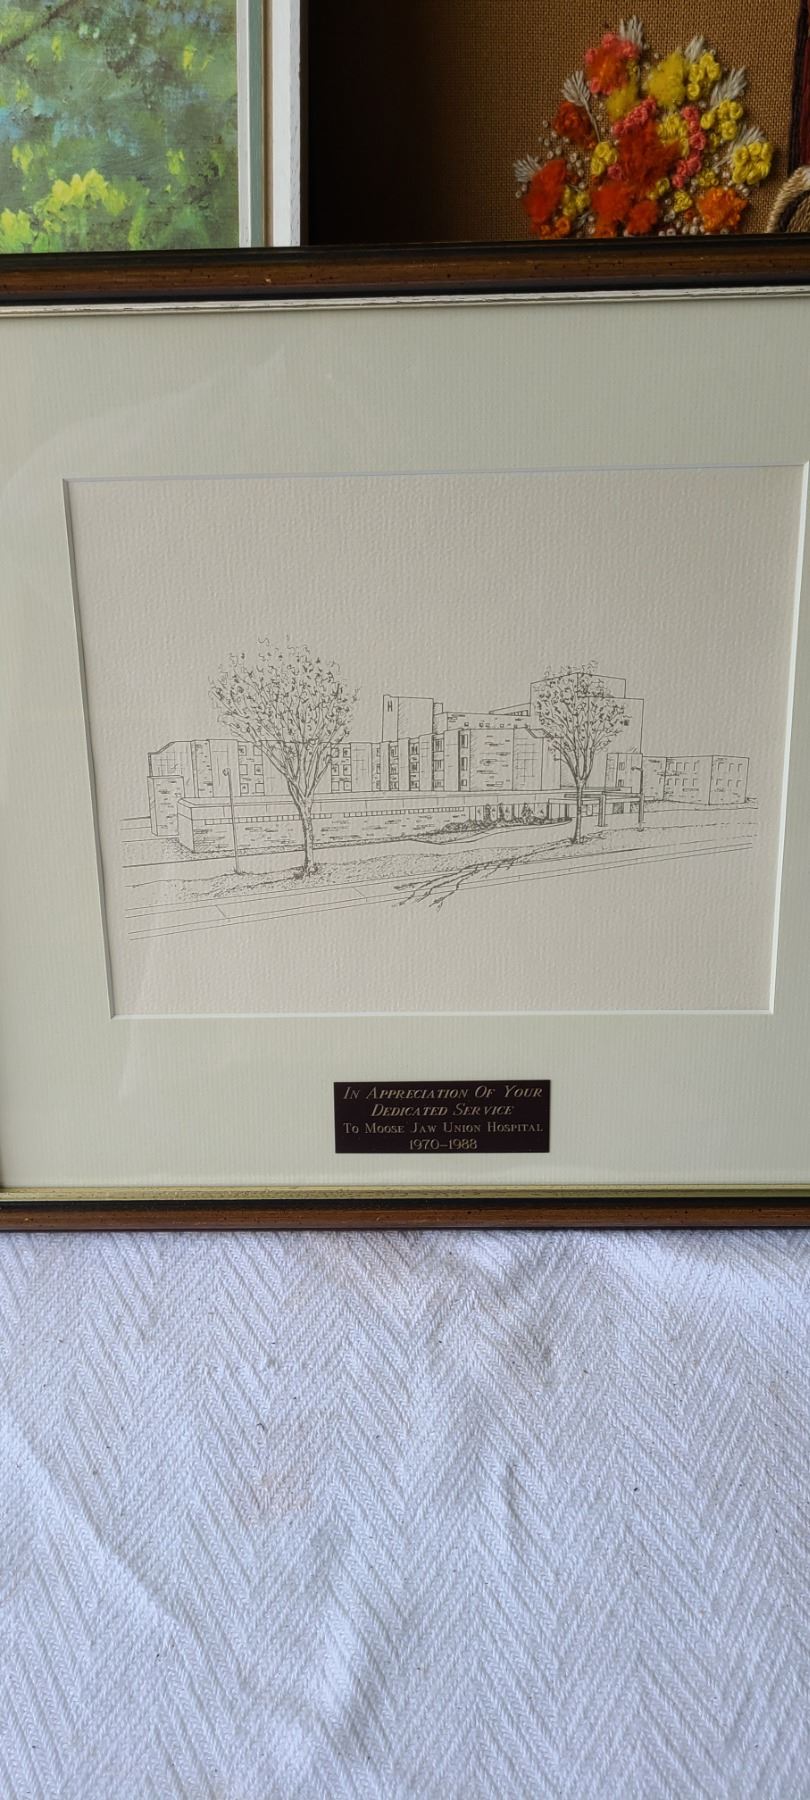 H
In Appreciation Of Your
Dedicated Service
To Moose Jaw Union Hospital
1970-1988